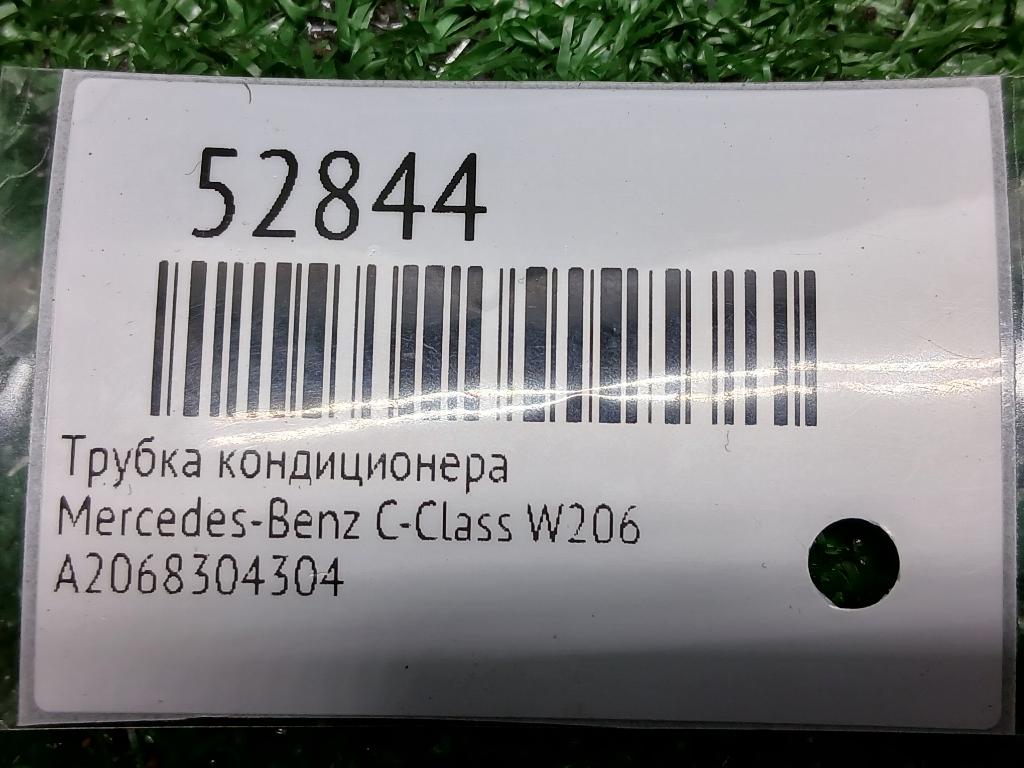 52844
Трубка кондиционера
Mercedes-Benz C-Class W206
A2068304304